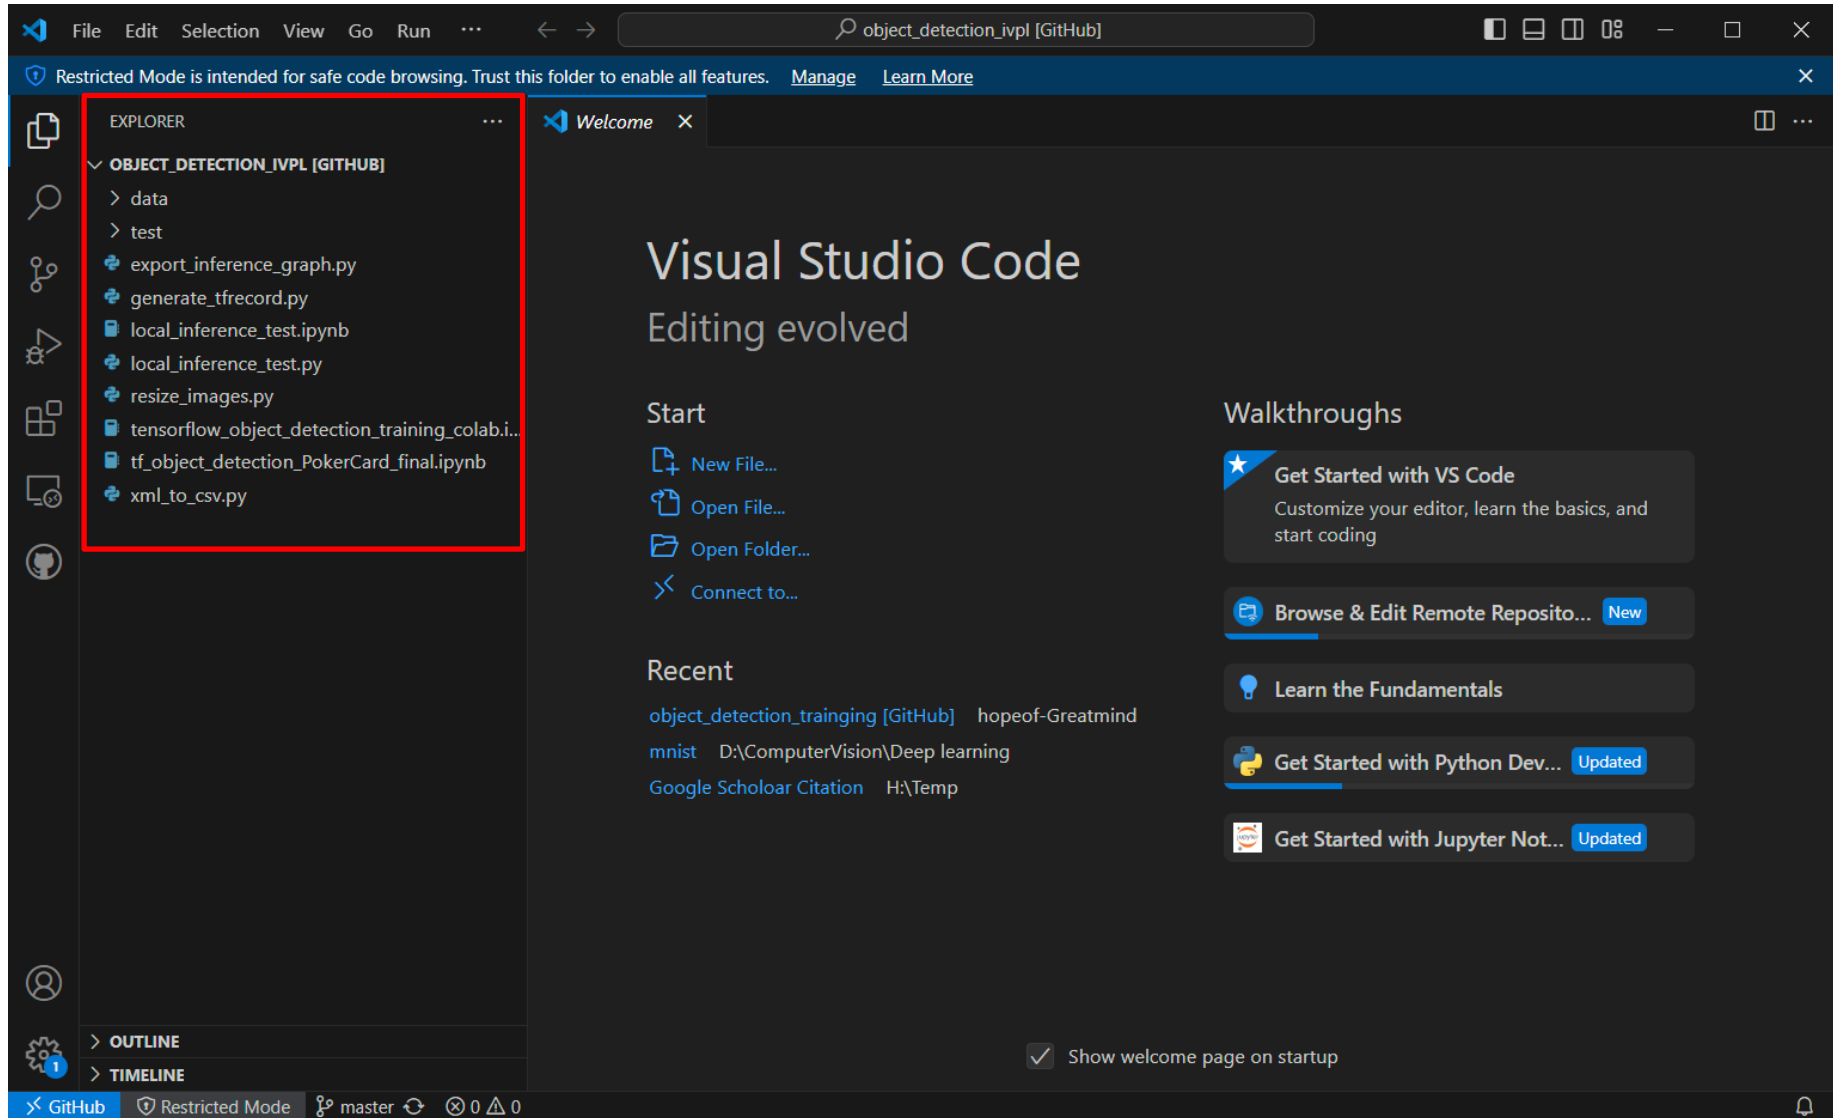 File Edit Selection View Go Run ··· object_detection_ivpl [GitHub]
Restricted Mode is intended for safe code browsing. Trust this folder to enable all features. Manage Learn More
EXPLORER
Welcome
OBJECT_DETECTION_IVPL [GITHUB]
data
test
export_inference_graph.py
generate_tfrecord.py
local_inference_test.ipynb
local_inference_test.py
resize_images.py
tensorflow_object_detection_training_colab.i...
tf_object_detection_PokerCard_final.ipynb
xml_to_csv.py
OUTLINE
TIMELINE
Visual Studio Code
Editing evolved
Start
New File...
Open File...
Open Folder...
Connect to...
Recent
object_detection_trainging [GitHub] hopeof-Greatmind
mnist D:\ComputerVision\Deep learning
Google Scholoar Citation H:\Temp
Walkthroughs
Get Started with VS Code
Customize your editor, learn the basics, and
start coding
Browse & Edit Remote Reposito... New
Learn the Fundamentals
Get Started with Python Dev... Updated
Get Started with Jupyter Not... Updated
Show welcome page on startup
1
GitHub Restricted Mode master 0 0